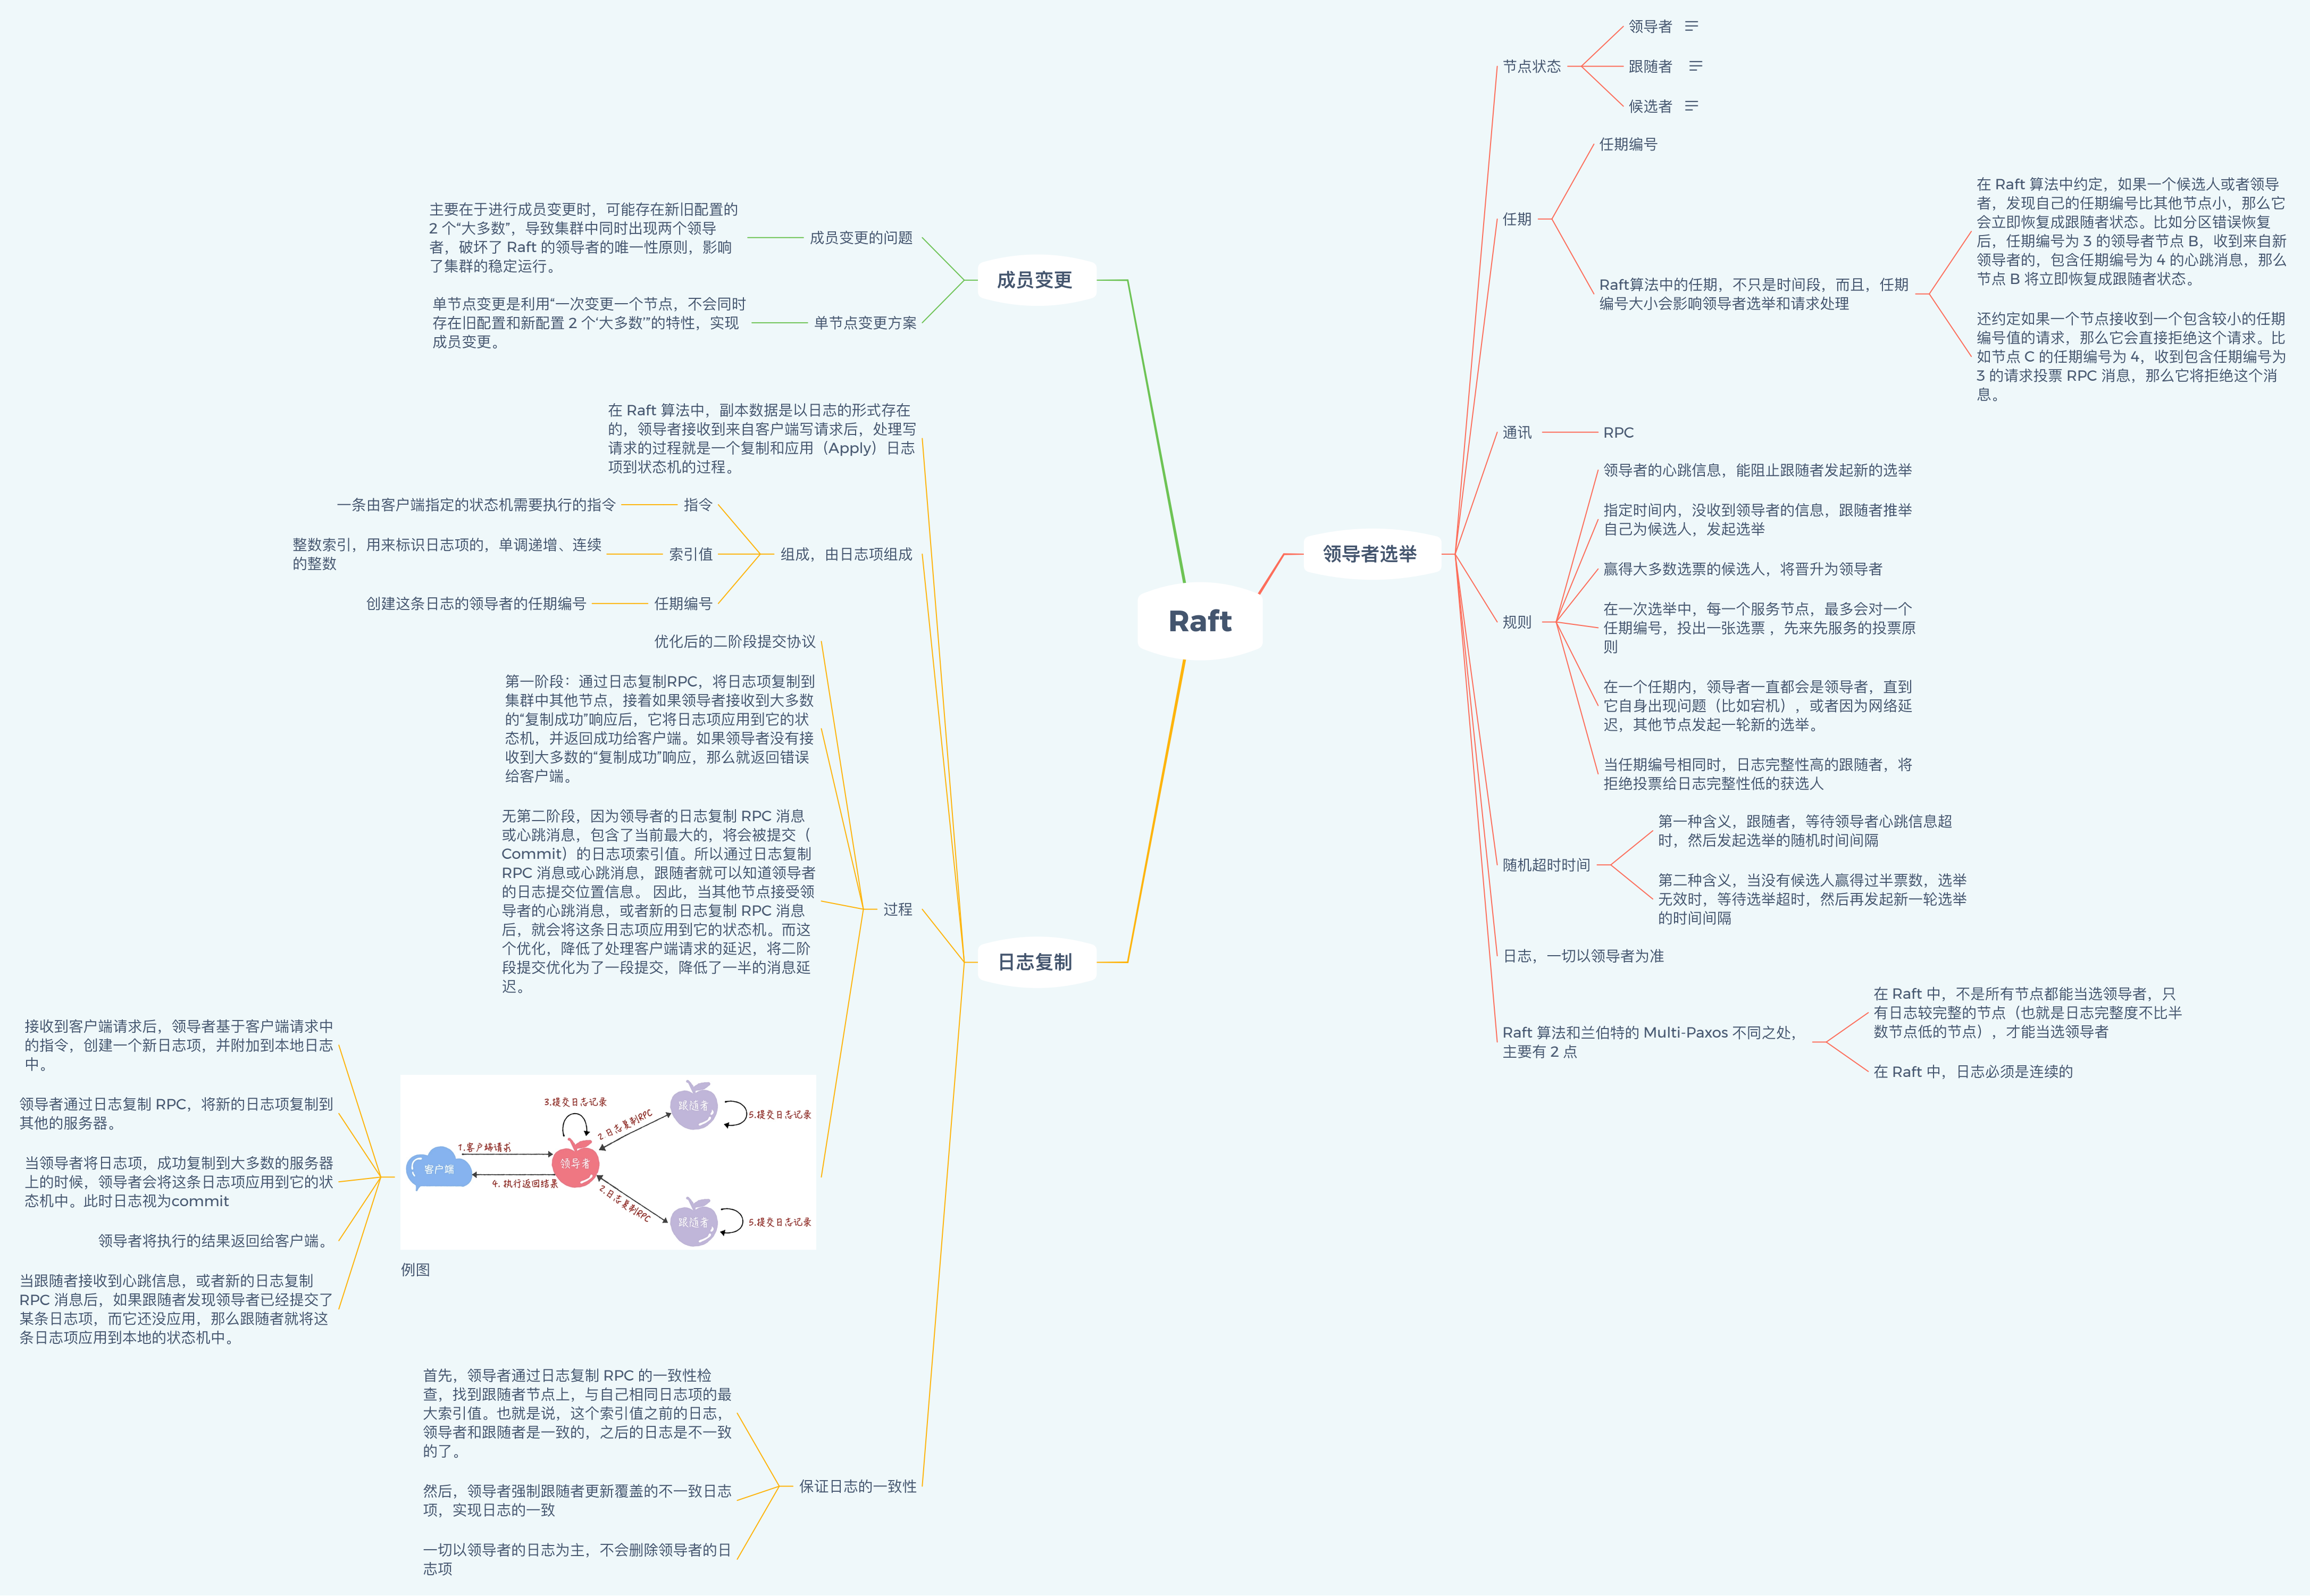 Raft
领导者选举
节点状态
领导者
跟随者
候选者
任期
任期编号
Raft算法中的任期，不只是时间段，而且，任期
编号大小会影响领导者选举和请求处理
在 Raft 算法中约定，如果一个候选人或者领导
者，发现自己的任期编号比其他节点小，那么它
会立即恢复成跟随者状态。比如分区错误恢复
后，任期编号为 3 的领导者节点 B，收到来自新
领导者的，包含任期编号为 4 的心跳消息，那么
节点 B 将立即恢复成跟随者状态。
还约定如果一个节点接收到一个包含较小的任期
编号值的请求，那么它会直接拒绝这个请求。比
如节点 C 的任期编号为 4，收到包含任期编号为
3 的请求投票 RPC 消息，那么它将拒绝这个消
息。
通讯
RPC
规则
领导者的心跳信息，能阻止跟随者发起新的选举
指定时间内，没收到领导者的信息，跟随者推举
自己为候选人，发起选举
赢得大多数选票的候选人，将晋升为领导者
在一次选举中，每一个服务节点，最多会对一个
任期编号，投出一张选票 ，先来先服务的投票原
则
在一个任期内，领导者一直都会是领导者，直到
它自身出现问题（比如宕机），或者因为网络延
迟，其他节点发起一轮新的选举。
当任期编号相同时，日志完整性高的跟随者，将
拒绝投票给日志完整性低的获选人
随机超时时间
第一种含义，跟随者，等待领导者心跳信息超
时，然后发起选举的随机时间间隔
第二种含义，当没有候选人赢得过半票数，选举
无效时，等待选举超时，然后再发起新一轮选举
的时间间隔
日志，一切以领导者为准
Raft 算法和兰伯特的 Multi-Paxos 不同之处，
主要有 2 点
在 Raft 中，不是所有节点都能当选领导者，只
有日志较完整的节点（也就是日志完整度不比半
数节点低的节点），才能当选领导者
在 Raft 中，日志必须是连续的
成员变更
成员变更的问题
主要在于进行成员变更时，可能存在新旧配置的
2 个“大多数”，导致集群中同时出现两个领导
者，破坏了 Raft 的领导者的唯一性原则，影响
了集群的稳定运行。
单节点变更方案
单节点变更是利用“一次变更一个节点，不会同时
存在旧配置和新配置 2 个‘大多数’”的特性，实现
成员变更。
日志复制
在 Raft 算法中，副本数据是以日志的形式存在
的，领导者接收到来自客户端写请求后，处理写
请求的过程就是一个复制和应用（Apply）日志
项到状态机的过程。
组成，由日志项组成
指令
一条由客户端指定的状态机需要执行的指令
索引值
整数索引，用来标识日志项的，单调递增、连续
的整数
任期编号
创建这条日志的领导者的任期编号
过程
优化后的二阶段提交协议
第一阶段：通过日志复制RPC，将日志项复制到
集群中其他节点，接着如果领导者接收到大多数
的“复制成功”响应后，它将日志项应用到它的状
态机，并返回成功给客户端。如果领导者没有接
收到大多数的“复制成功”响应，那么就返回错误
给客户端。
无第二阶段，因为领导者的日志复制 RPC 消息
或心跳消息，包含了当前最大的，将会被提交（
Commit）的日志项索引值。所以通过日志复制
RPC 消息或心跳消息，跟随者就可以知道领导者
的日志提交位置信息。 因此，当其他节点接受领
导者的心跳消息，或者新的日志复制 RPC 消息
后，就会将这条日志项应用到它的状态机。而这
个优化，降低了处理客户端请求的延迟，将二阶
段提交优化为了一段提交，降低了一半的消息延
迟。
客户端
1.客户端请求
4. 执行返回结果
3.提交日志记录
领导者
2.日志复制RPC
2.日志复制RPC
跟随者
5.提交日志记录
跟随者
5.提交日志记录
例图
接收到客户端请求后，领导者基于客户端请求中
的指令，创建一个新日志项，并附加到本地日志
中。
领导者通过日志复制 RPC，将新的日志项复制到
其他的服务器。
当领导者将日志项，成功复制到大多数的服务器
上的时候，领导者会将这条日志项应用到它的状
态机中。此时日志视为commit
领导者将执行的结果返回给客户端。
当跟随者接收到心跳信息，或者新的日志复制
RPC 消息后，如果跟随者发现领导者已经提交了
某条日志项，而它还没应用，那么跟随者就将这
条日志项应用到本地的状态机中。
保证日志的一致性
首先，领导者通过日志复制 RPC 的一致性检
查，找到跟随者节点上，与自己相同日志项的最
大索引值。也就是说，这个索引值之前的日志，
领导者和跟随者是一致的，之后的日志是不一致
的了。
然后，领导者强制跟随者更新覆盖的不一致日志
项，实现日志的一致
一切以领导者的日志为主，不会删除领导者的日
志项